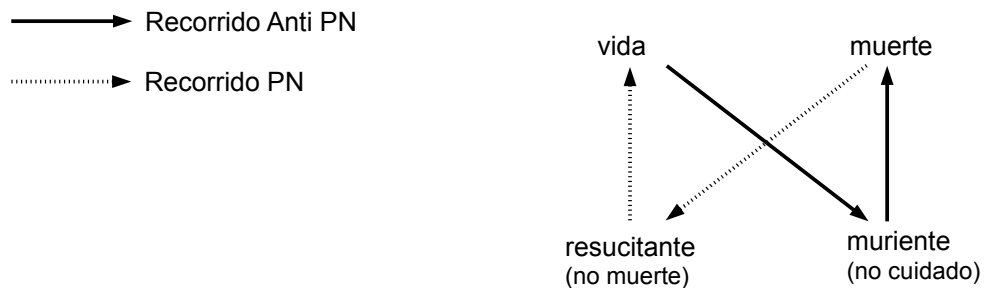 Recorrido Anti PN
Recorrido PN
vida
muerte
resucitante
(no muerte)
muriente
(no cuidado)